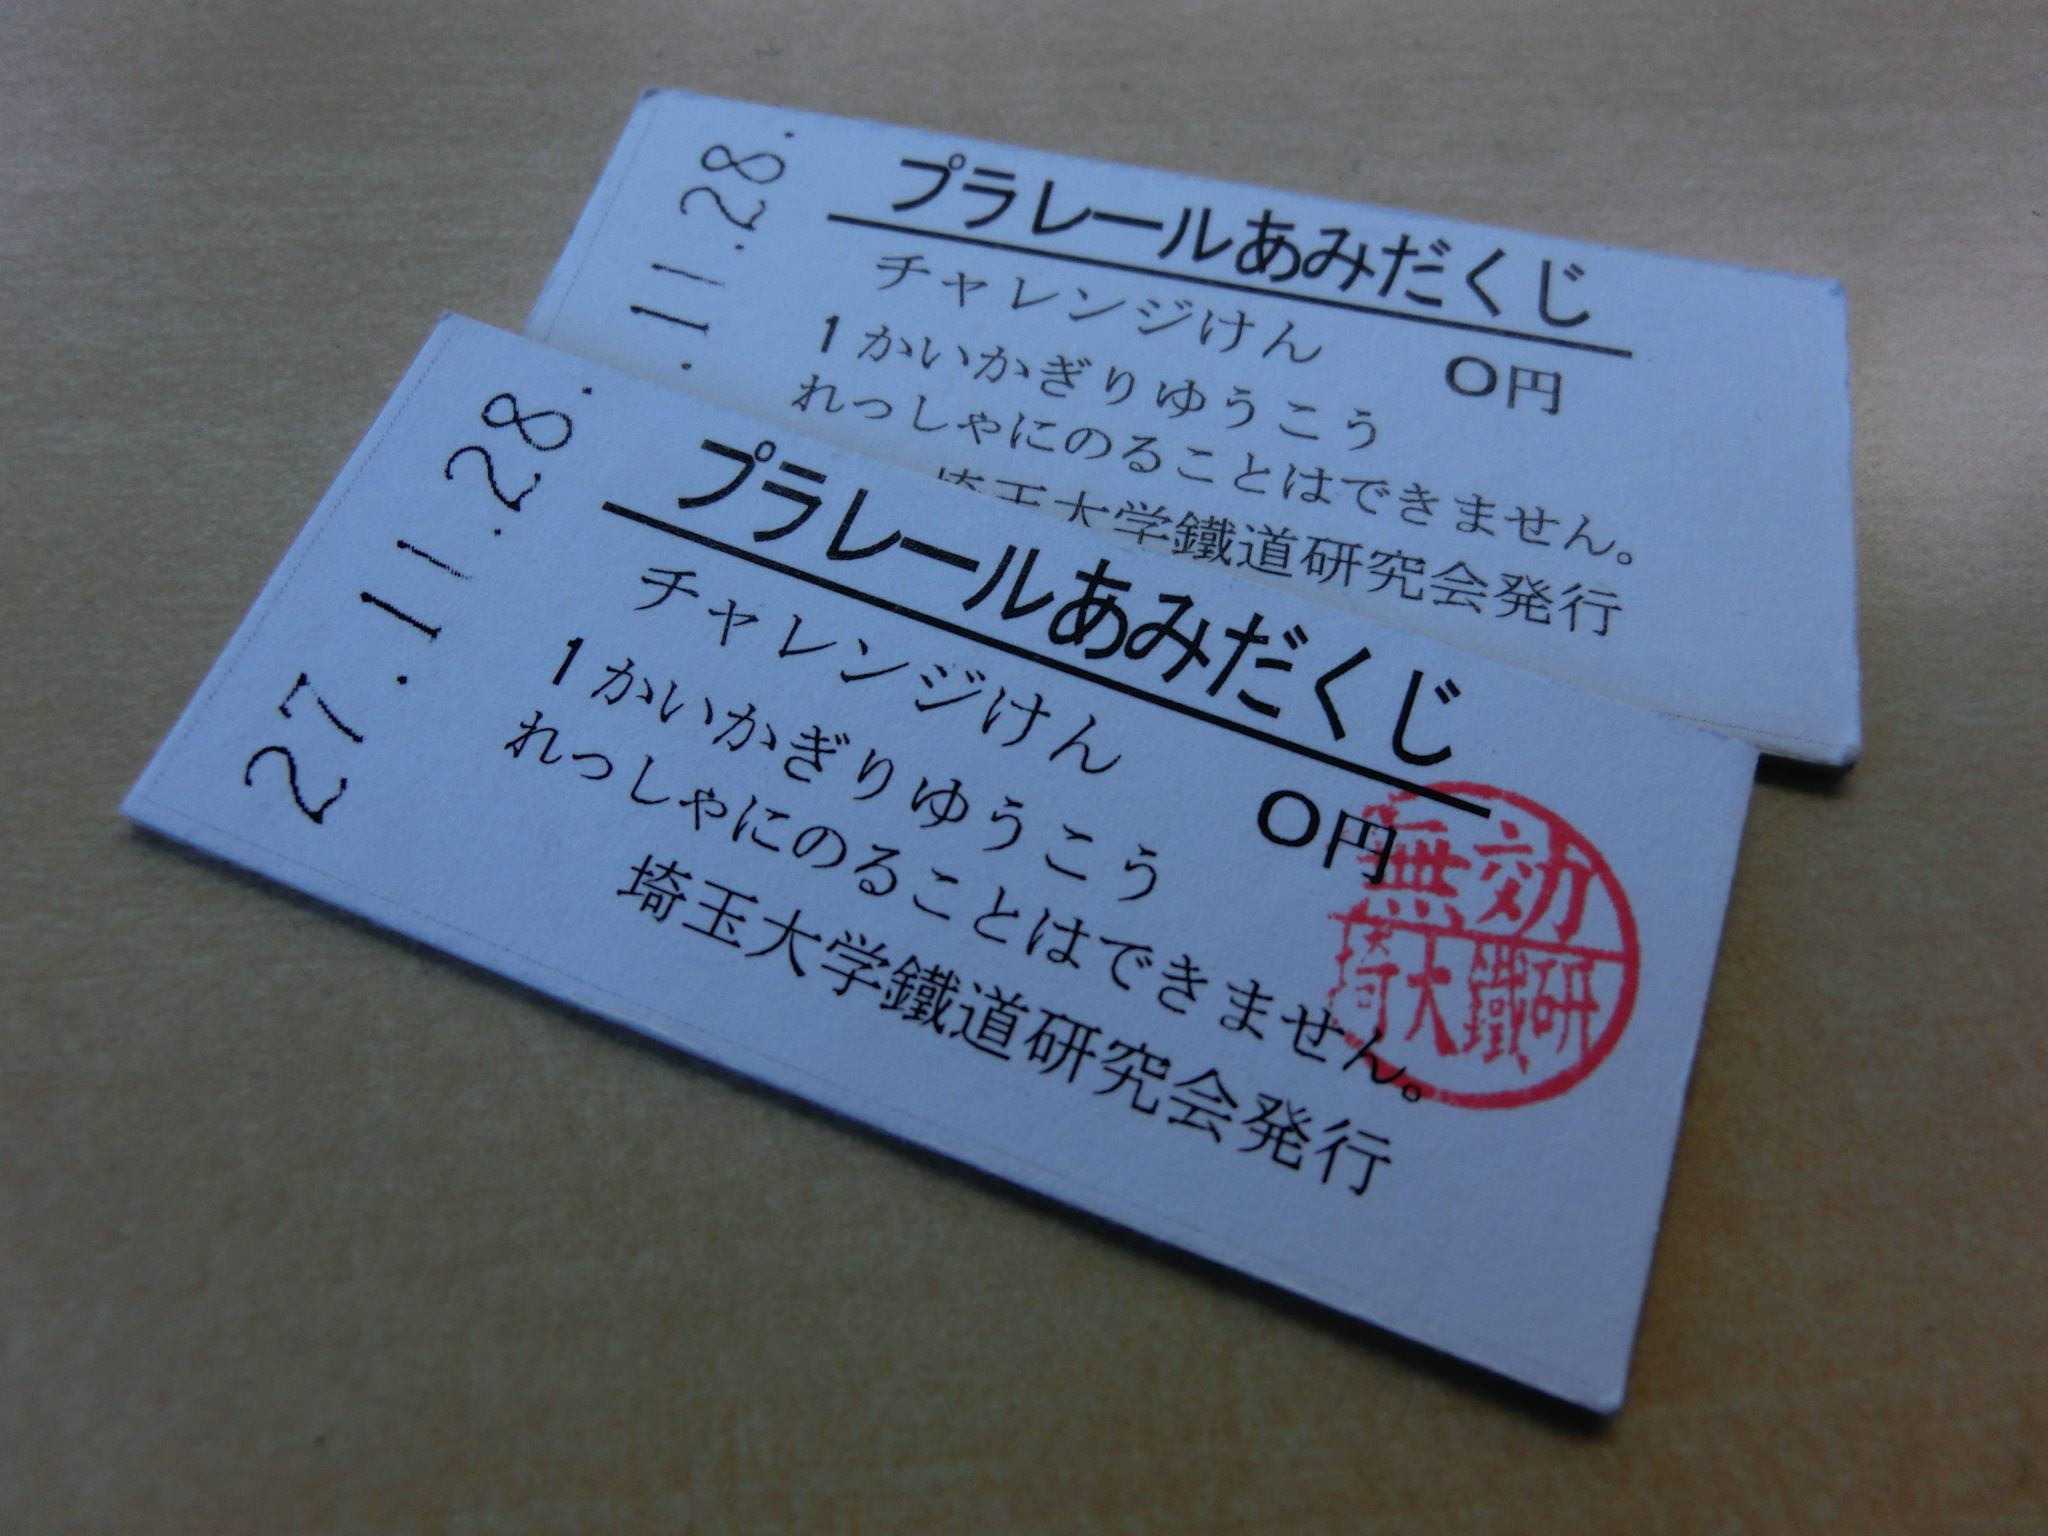 .11.28.
プラレールあみだくじ
チャレンジけん
0円
1かいかぎりゆうこう
れっしゃにのることはできません。
埼玉大学鐵道研究会発行
27.11.28.
プラレールあみだくじ
チャレンジけん
0円
1かいかぎりゆうこう
れっしゃにのることはできません。
埼玉大学鐵道研究会発行
無効
埼大鐵研